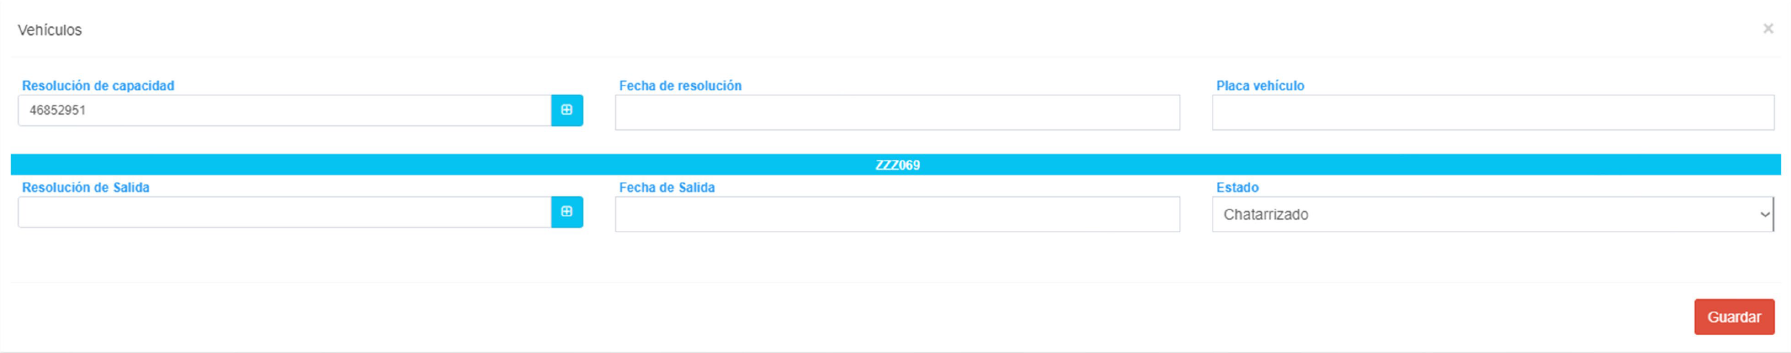 Vehículos
×
Resolución de capacidad
Fecha de resolución
Placa vehículo
46852951
ZZZ069
Resolución de Salida
Fecha de Salida
Estado
Chatarrizado
Guardar